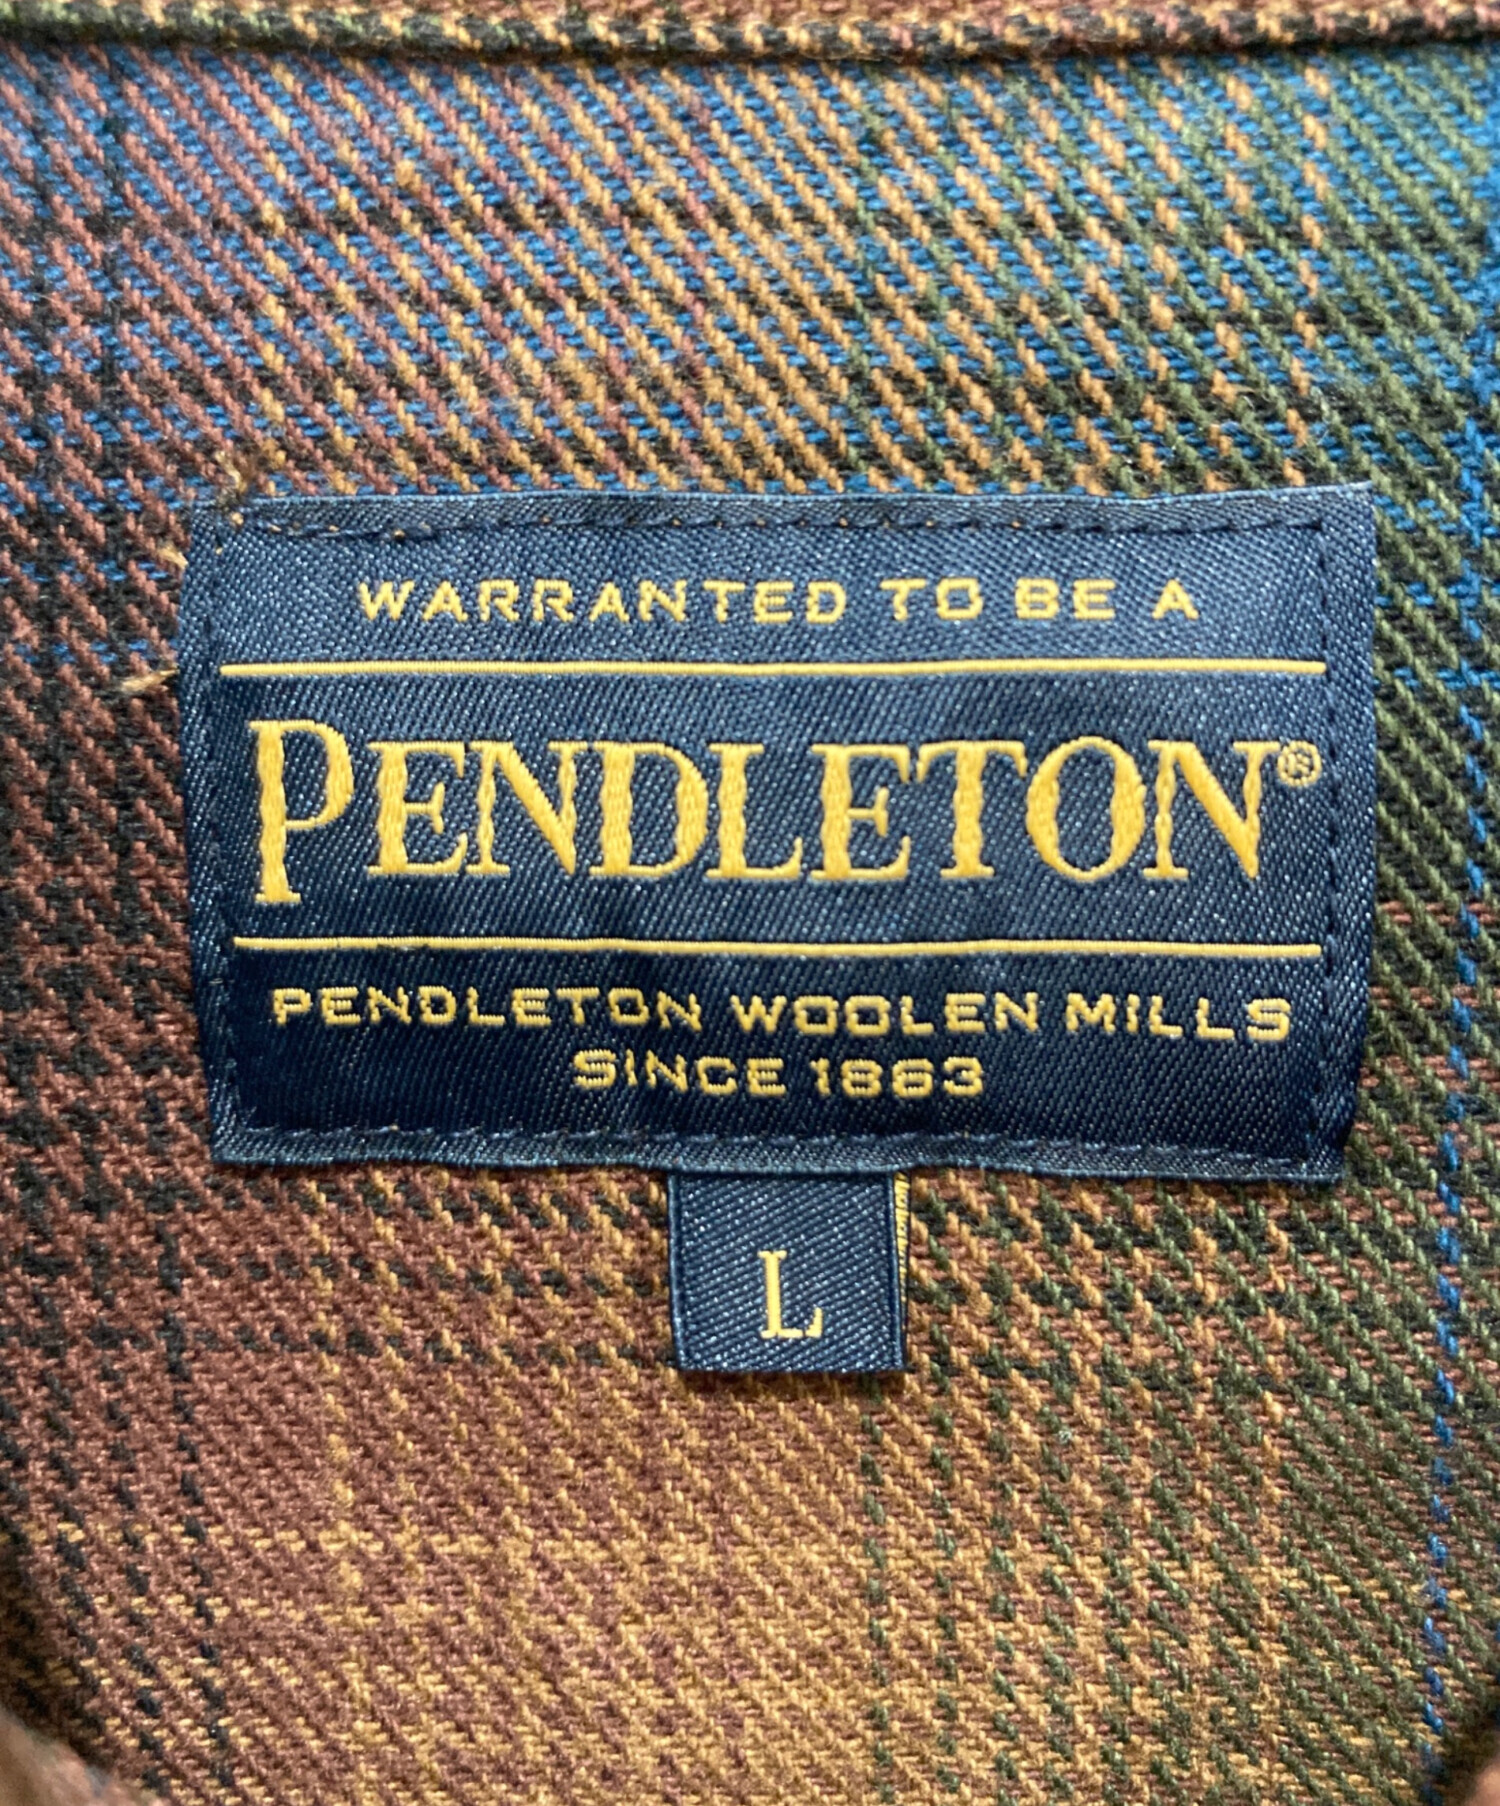 WARRANTED TO BE A
PENDLETON®
PENDLETON WOOLEN MILLS
SINCE 1863
L